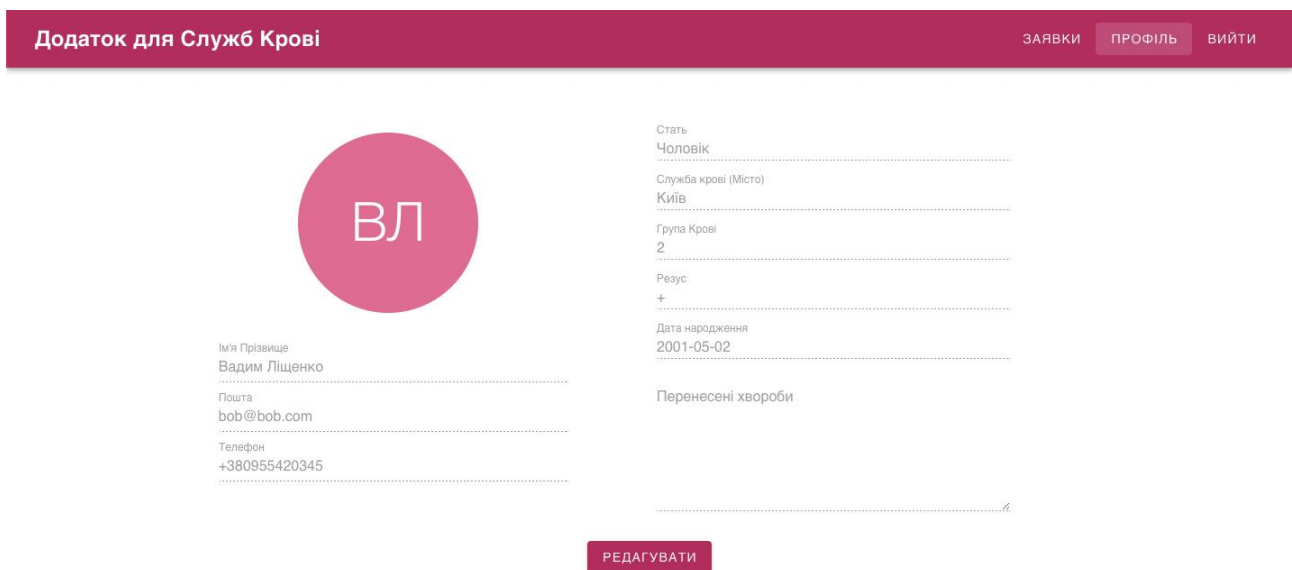 Додаток для Служб Крові
ЗАЯВКИ ПРОФІЛЬ ВИЙТИ
ВЛ
Ім'я Прізвище
Вадим Ліщенко
Пошта
bob@bob.com
Телефон
+380955420345
Стать
Чоловік
Служба крові (Місто)
Київ
Група Крові
2
Резус
+
Дата народження
2001-05-02
Перенесені хвороби
РЕДАГУВАТИ